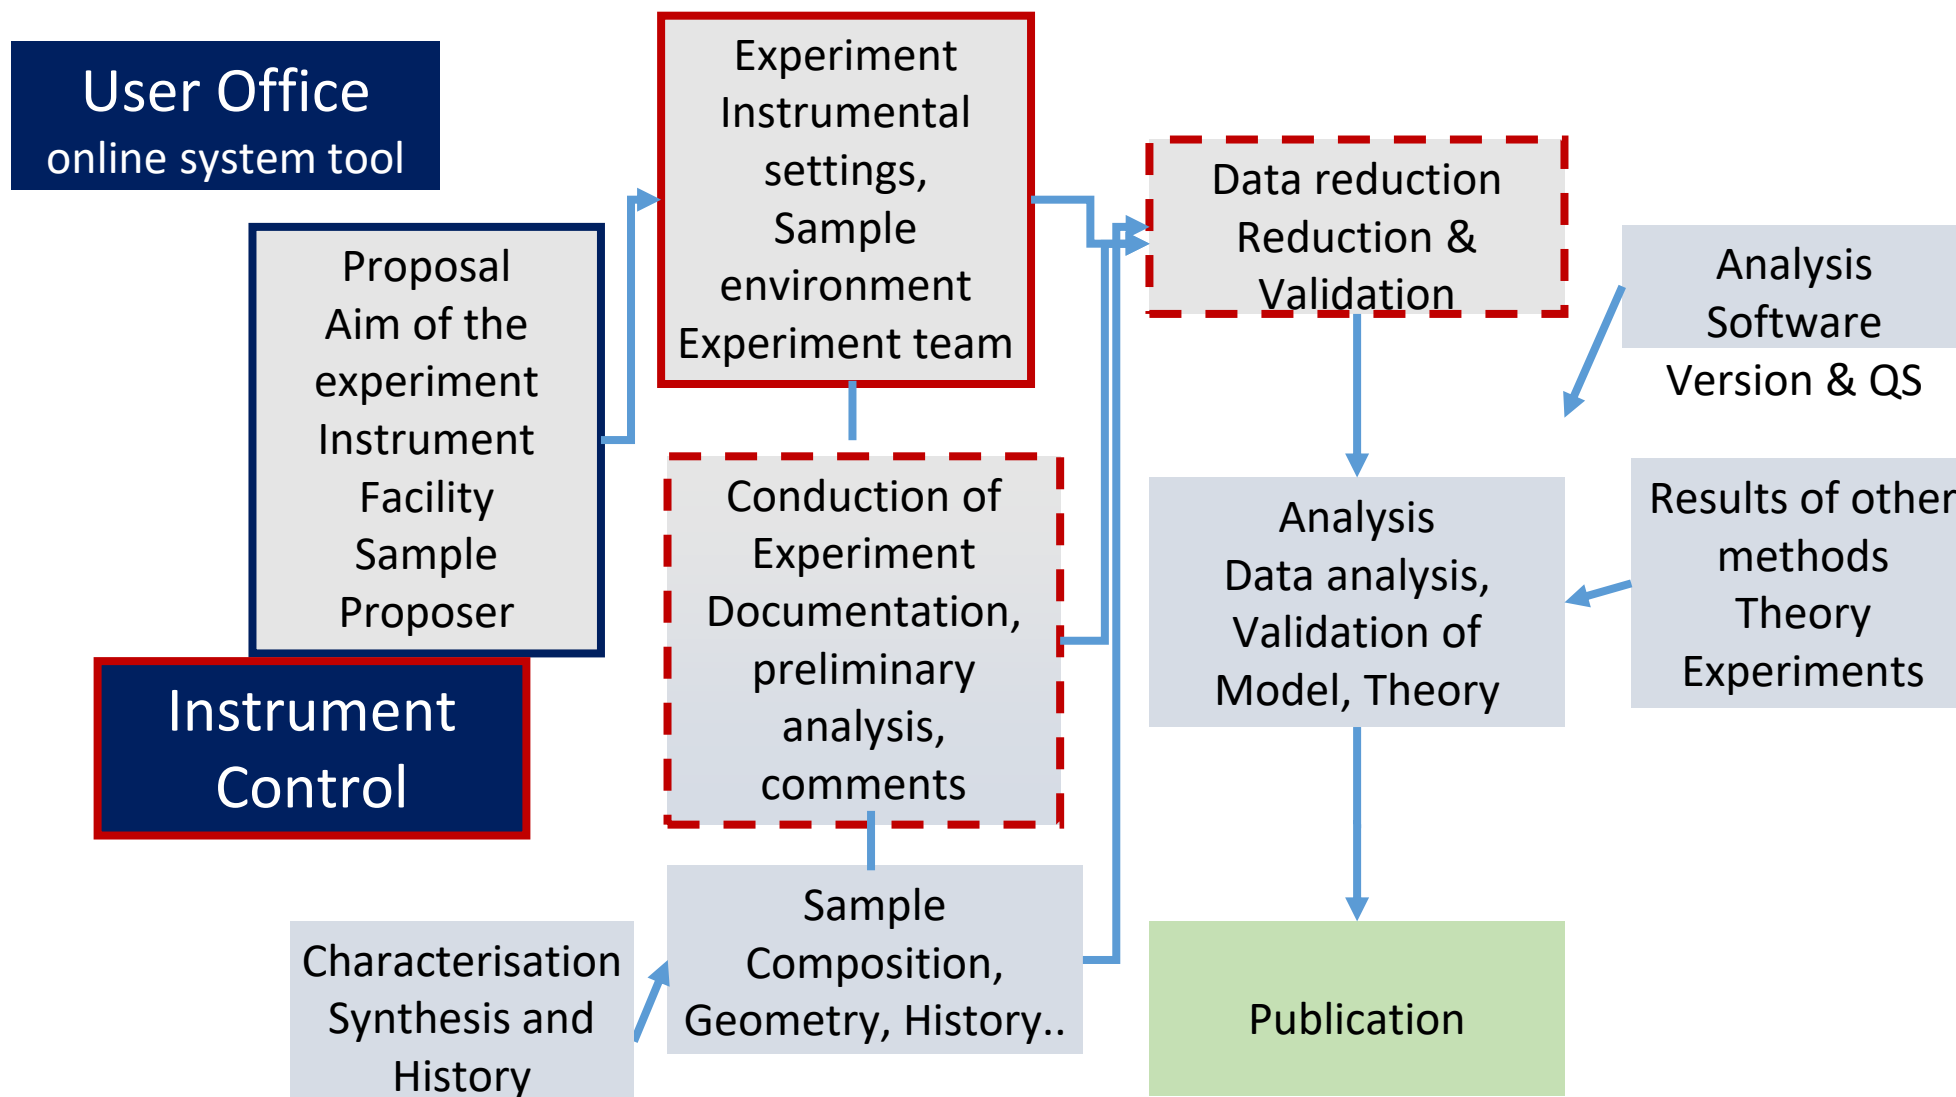 User Office
online system tool
Proposal
Aim of the
experiment
Instrument
Facility
Sample
Proposer
Instrument
Control
Experiment
Instrumental
settings,
Sample
environment
Experiment team
Conduction of
Experiment
Documentation,
preliminary
analysis,
comments
Sample
Composition,
Geometry, History..
Characterisation
Synthesis and
History
Data reduction
Reduction &
Validation
Analysis
Data analysis,
Validation of
Model, Theory
Publication
Analysis
Software
Version & QS
Results of other
methods
Theory
Experiments